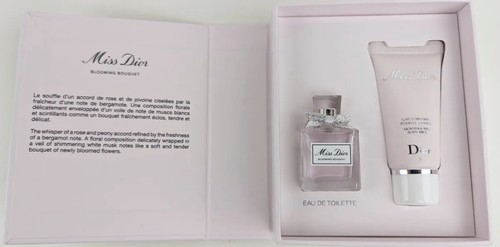 Miss Dior
BLOOMING BOUQUET
Le souffle d'un accord de rose et de pivoine ciselées par la
fraîcheur d'une note de bergamote. Une composition florale
délicatement enveloppée d'un voile de note de muscs blancs
et scintillants comme un bouquet fraîchement éclos, tendre et
délicat.
The whisper of a rose and peony accord refined by the freshness
of a bergamot note. A floral composition delicately wrapped in a
veil of shimmering white musk notes like a soft and tender
bouquet of newly bloomed flowers.
Miss Dior
BLOOMING BOUQUET
EAU DE TOILETTE
Miss Dior
Dior